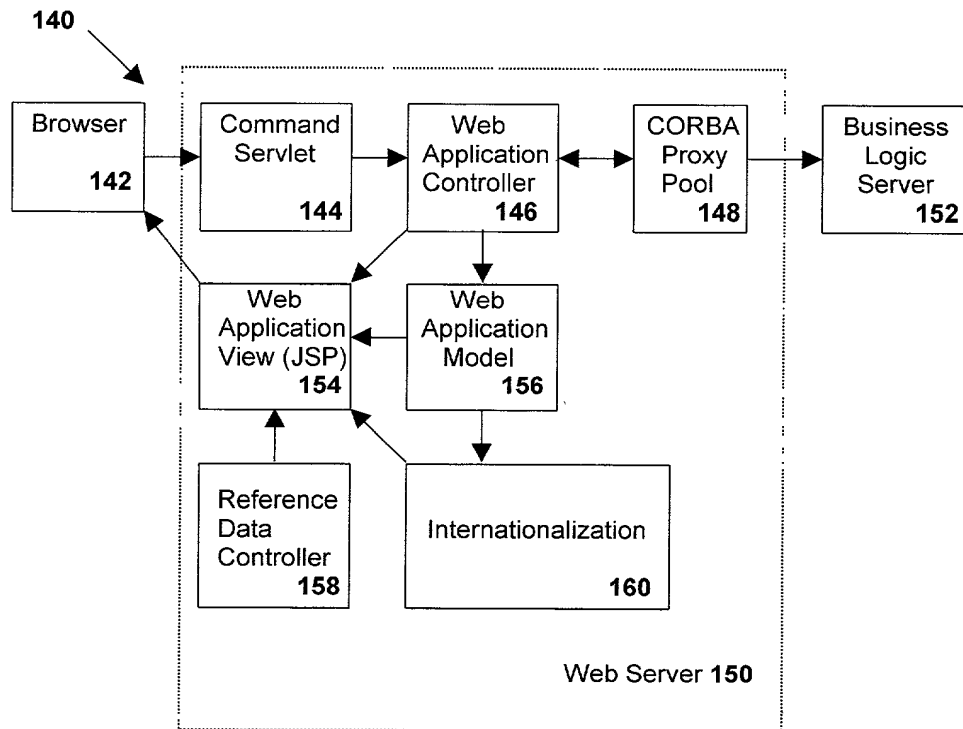 140
Browser
142
Command
Servlet
144
Web
Application
Controller
146
CORBA
Proxy
Pool
148
Business
Logic
Server
152
Web
Application
View (JSP)
154
Web
Application
Model
156
Reference
Data
Controller
158
Internationalization
160
Web Server 150